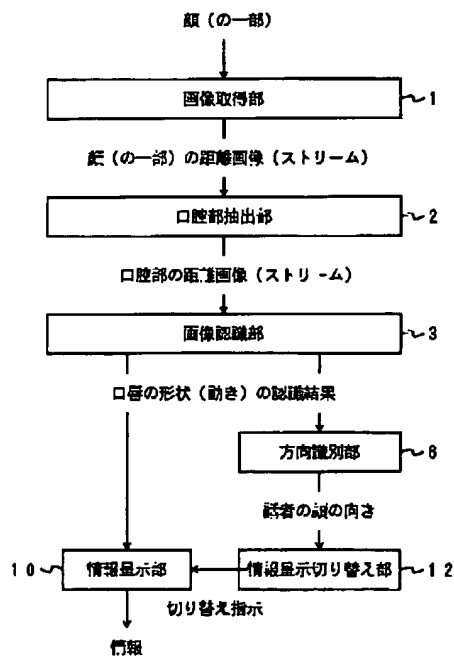 顔（の一部）
画像取得部 1
顔（の一部）の距離画像（ストリーム）
口腔部抽出部 2
口腔部の距離画像（ストリーム）
画像認識部 3
口唇の形状（動き）の認識結果
方向識別部 6
話者の顔の向き
10 情報呈示部
情報呈示切り替え部 12
切り替え指示
情報